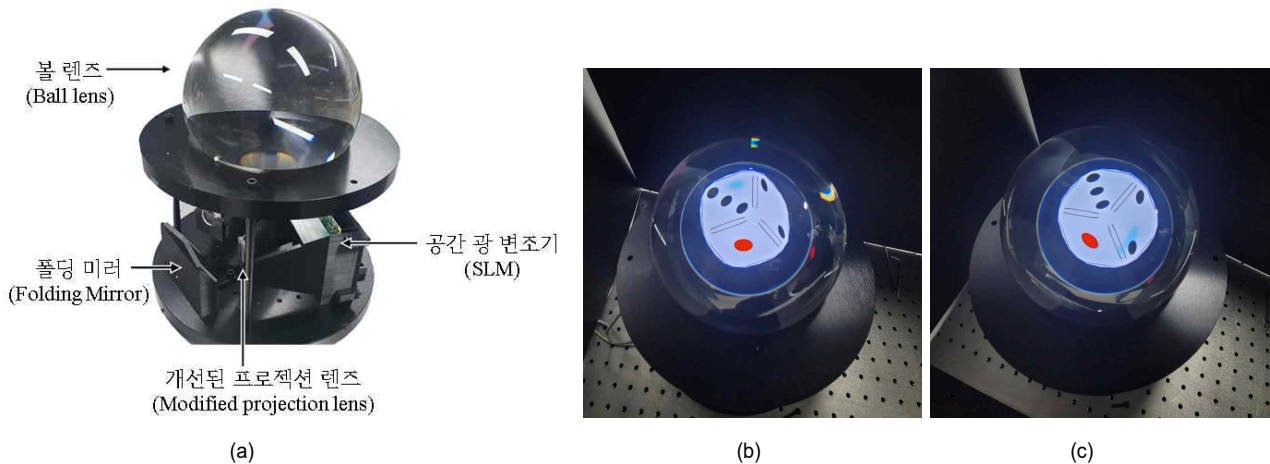 볼 렌즈
(Ball lens)
공간 광 변조기
(SLM)
폴딩 미러
(Folding Mirror)
개선된 프로젝션 렌즈
(Modified projection lens)
(a)
(b)
(c)